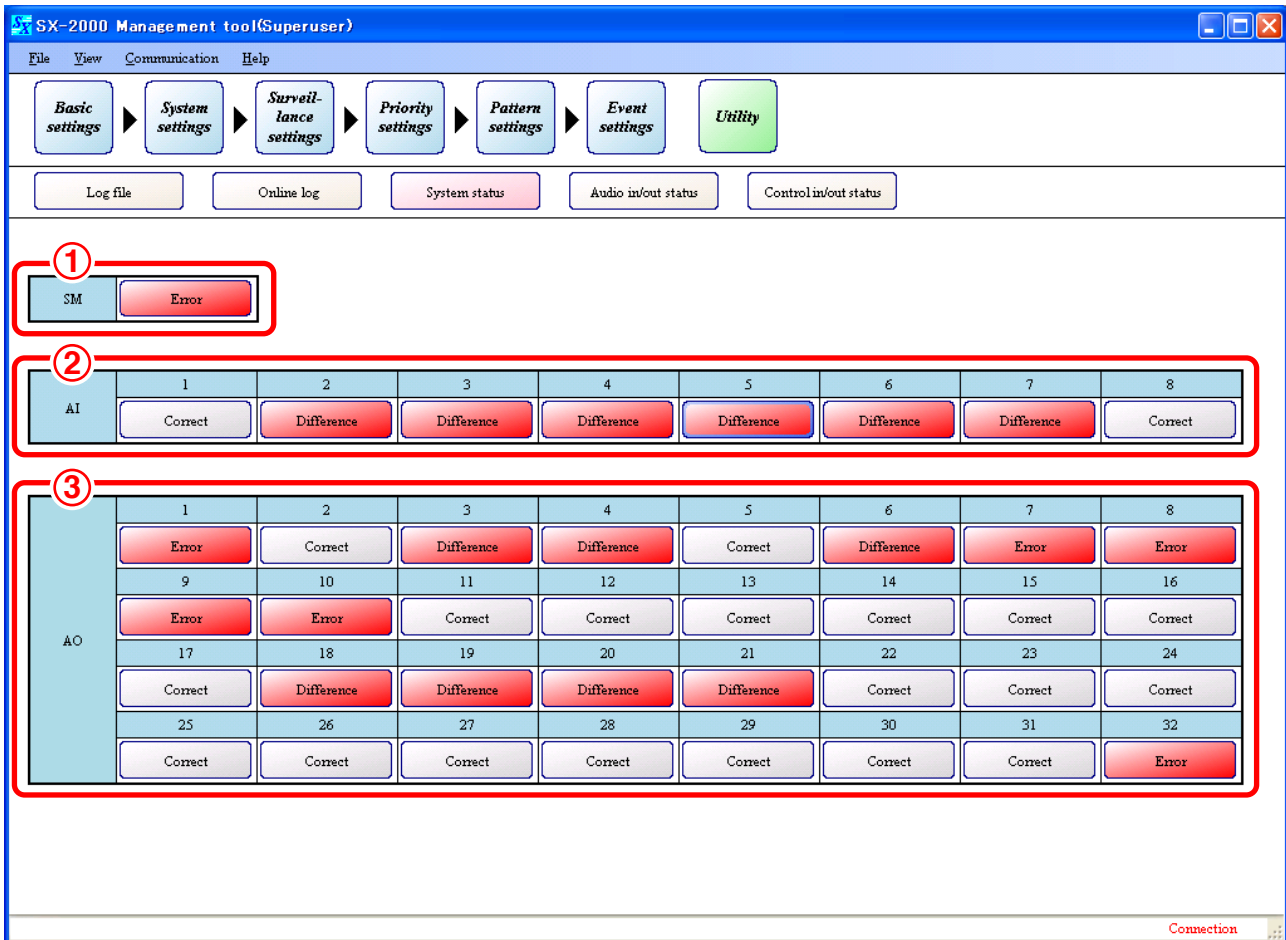 SX-2000 Management tool(Superuser)
File View Communication Help
Basic settings
System settings
Surveil-lance settings
Priority settings
Pattern settings
Event settings
Utility
Log file Online log System status Audio in/out status Control in/out status
1
SM Error
2
1 2 3 4 5 6 7 8
AI
Correct Difference Difference Difference Difference Difference Difference Correct
3
1 2 3 4 5 6 7 8
Error Correct Difference Difference Correct Difference Error Error
9 10 11 12 13 14 15 16
Error Error Correct Correct Correct Correct Correct Correct
AO
17 18 19 20 21 22 23 24
Correct Difference Difference Difference Difference Correct Correct Correct
25 26 27 28 29 30 31 32
Correct Correct Correct Correct Correct Correct Correct Error
Connection